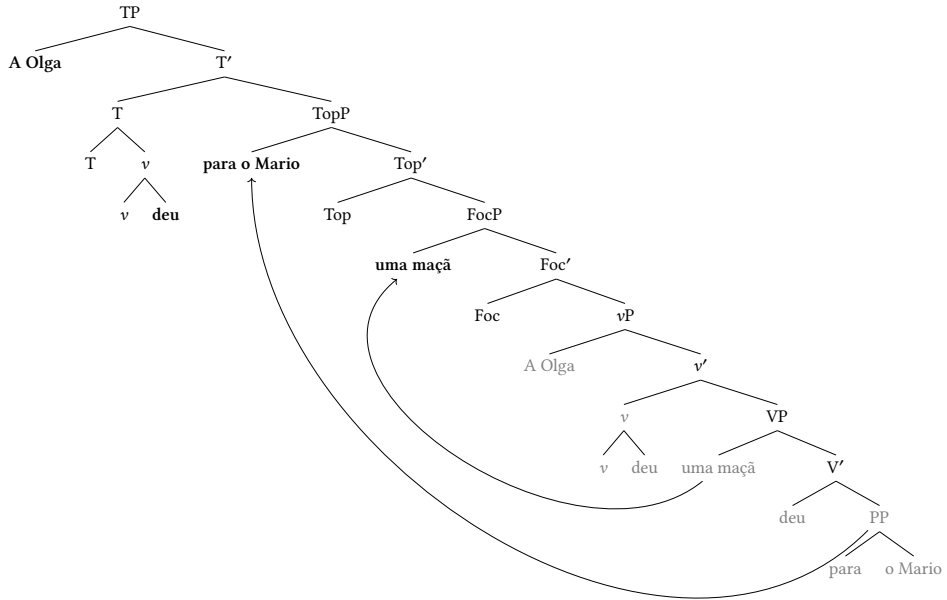 TP
A Olga T′
T TopP
T v para o Mario Top′
v deu Top FocP
uma maçã Foc′
Foc vP
A Olga v′
v VP
v deu uma maçã V′
deu PP
para o Mario